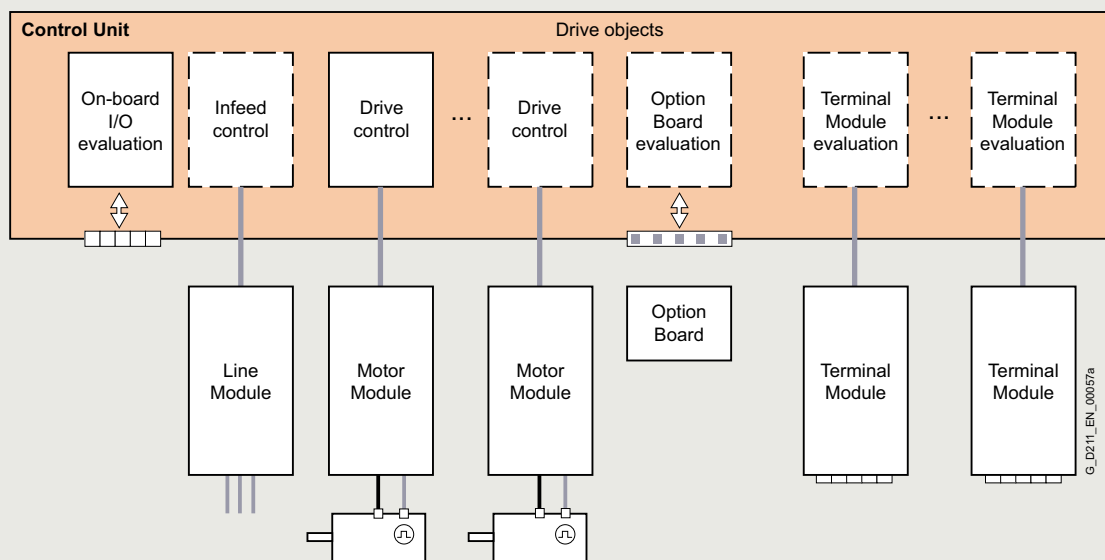 Control Unit
Drive objects
On-board
I/O
evaluation
Infeed
control
Drive
control
...
Drive
control
Option
Board
evaluation
Terminal
Module
evaluation
...
Terminal
Module
evaluation
Line
Module
Motor
Module
Motor
Module
Option
Board
Terminal
Module
Terminal
Module
G_D211_EN_00057a